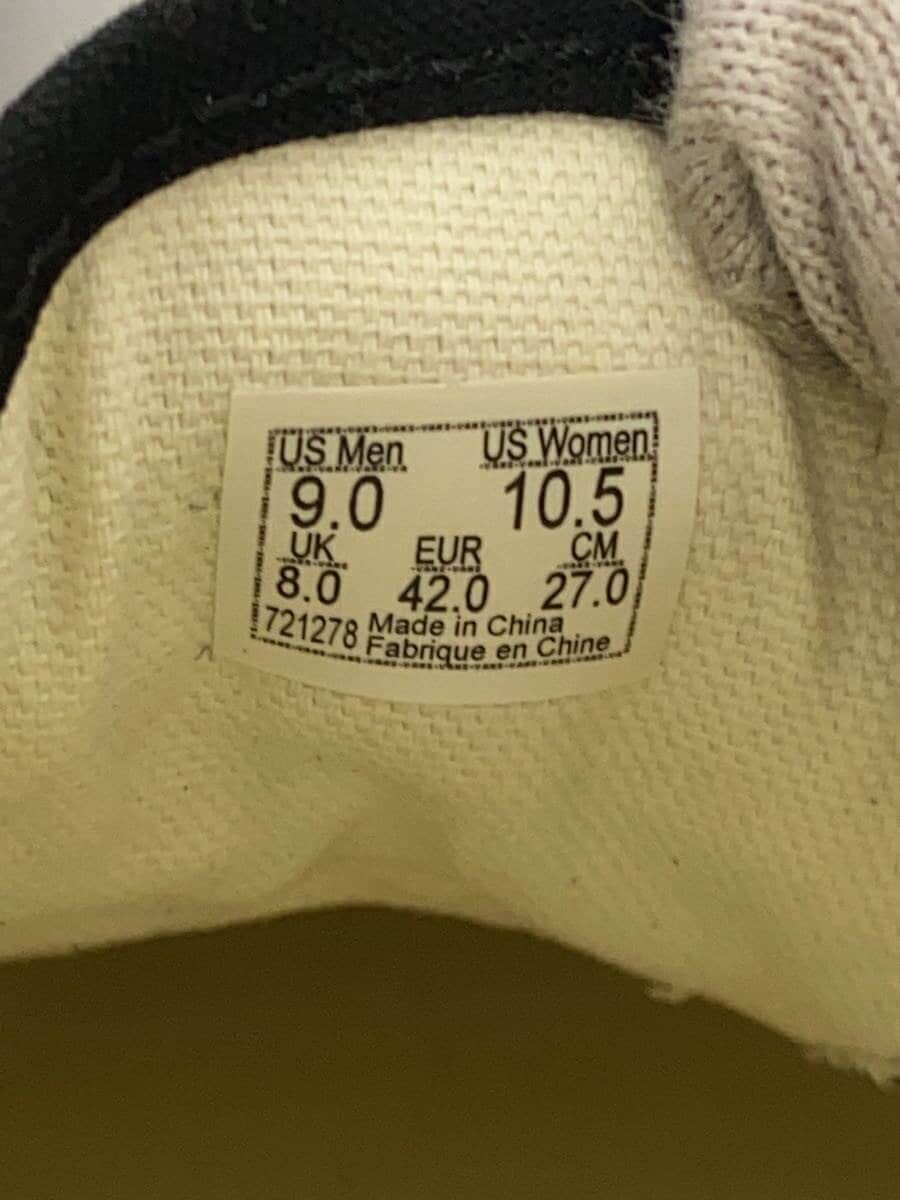 US Men US Women
9.0 10.5
UK EUR CM
8.0 42.0 27.0
721278 Made in China
Fabrique en Chine